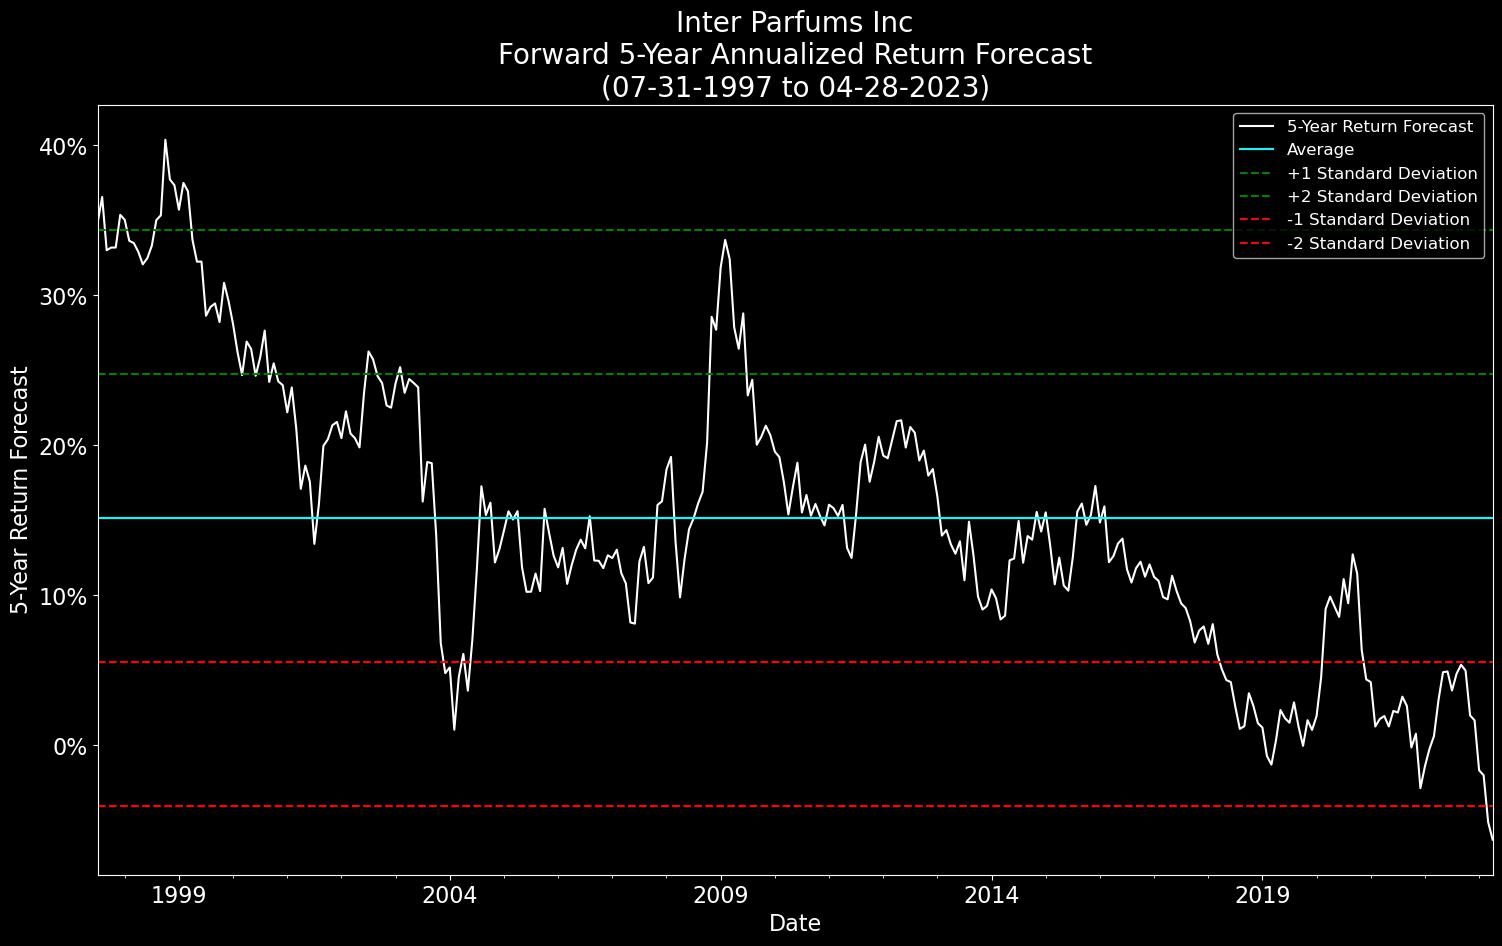 Inter Parfums Inc
Forward 5-Year Annualized Return Forecast
(07-31-1997 to 04-28-2023)
5-Year Return Forecast
Average
+1 Standard Deviation
+2 Standard Deviation
-1 Standard Deviation
-2 Standard Deviation
40%
30%
20%
10%
0%
5-Year Return Forecast
1999
2004
2009
2014
2019
Date